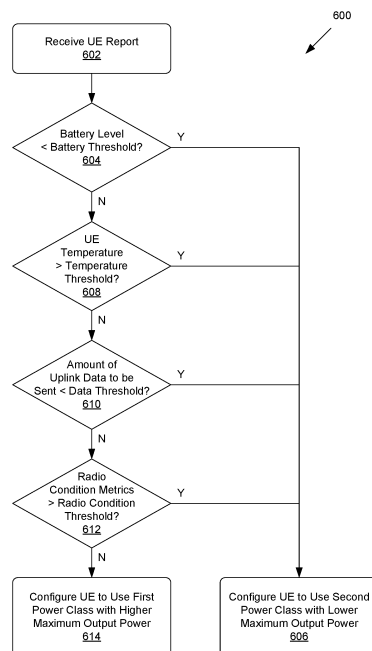 600
Receive UE Report
602
Battery Level
< Battery Threshold?
604
Y
N
UE
Temperature
> Temperature
Threshold?
608
Y
N
Amount of
Uplink Data to be
Sent < Data Threshold?
610
Y
N
Radio
Condition Metrics
> Radio Condition
Threshold?
612
Y
N
Configure UE to Use First
Power Class with Higher
Maximum Output Power
614
Configure UE to Use Second
Power Class with Lower
Maximum Output Power
606